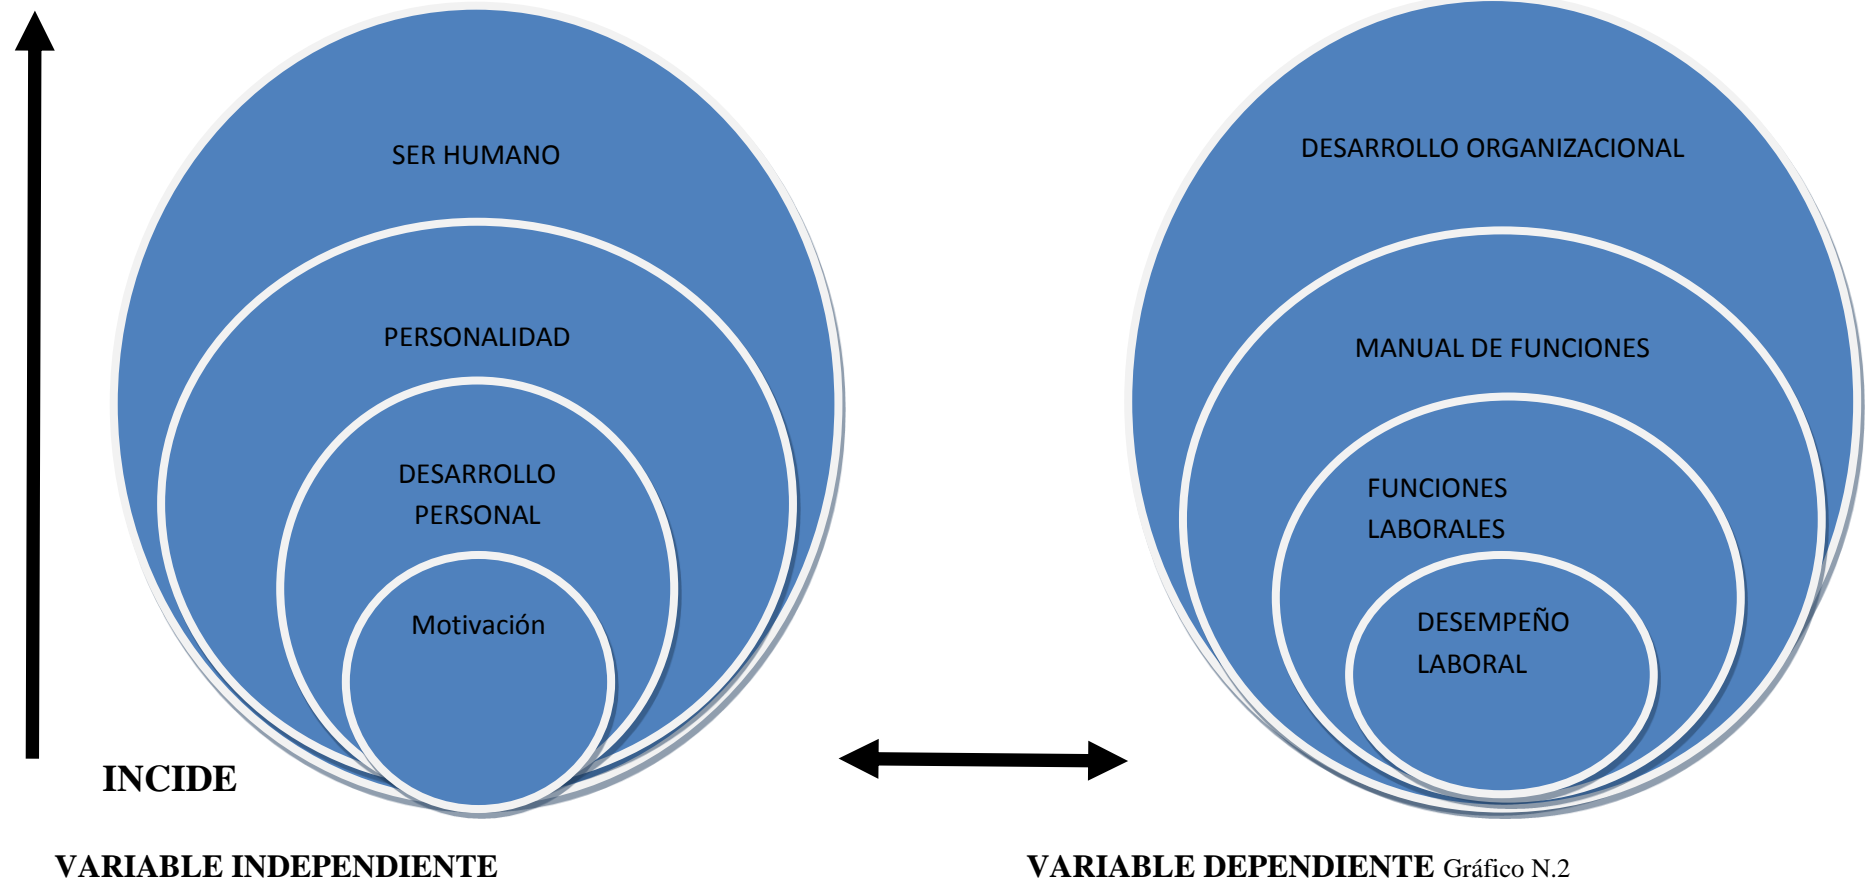 SER HUMANO
PERSONALIDAD
DESARROLLO
PERSONAL
Motivación
DESARROLLO ORGANIZACIONAL
MANUAL DE FUNCIONES
FUNCIONES
LABORALES
DESEMPEÑO
LABORAL
INCIDE
VARIABLE INDEPENDIENTE
VARIABLE DEPENDIENTE Gráfico N.2